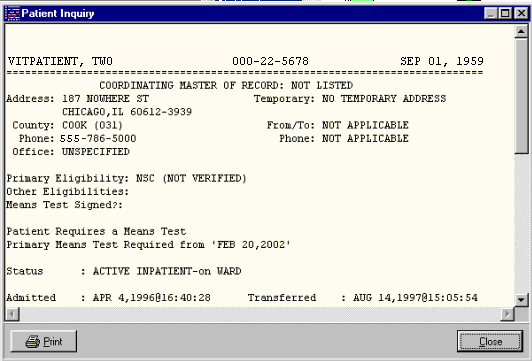 Patient Inquiry
VITPATIENT, TWO 000-22-5678 SEP 01, 1959
================================================================================
COORDINATING MASTER OF RECORD: NOT LISTED
Address: 187 NOWHERE ST Temporary: NO TEMPORARY ADDRESS
CHICAGO,IL 60612-3939
County: COOK (031) From/To: NOT APPLICABLE
Phone: 555-786-5000 Phone: NOT APPLICABLE
Office: UNSPECIFIED
Primary Eligibility: NSC (NOT VERIFIED)
Other Eligibilities:
Means Test Signed?:
Patient Requires a Means Test
Primary Means Test Required from 'FEB 20,2002'
Status : ACTIVE INPATIENT-on WARD
Admitted : APR 4,1996@16:40:28 Transferred : AUG 14,1997@15:05:54
Print Close